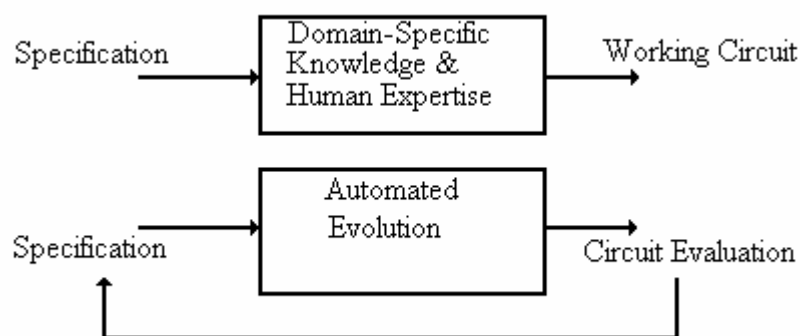 Specification
Domain-Specific
Knowledge &
Human Expertise
Working Circuit
Specification
Automated
Evolution
Circuit Evaluation